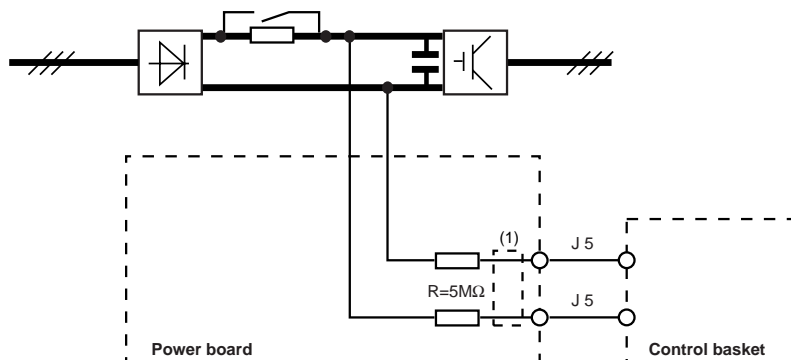 (1)
J 5
R=5MΩ
J 5
Power board
Control basket